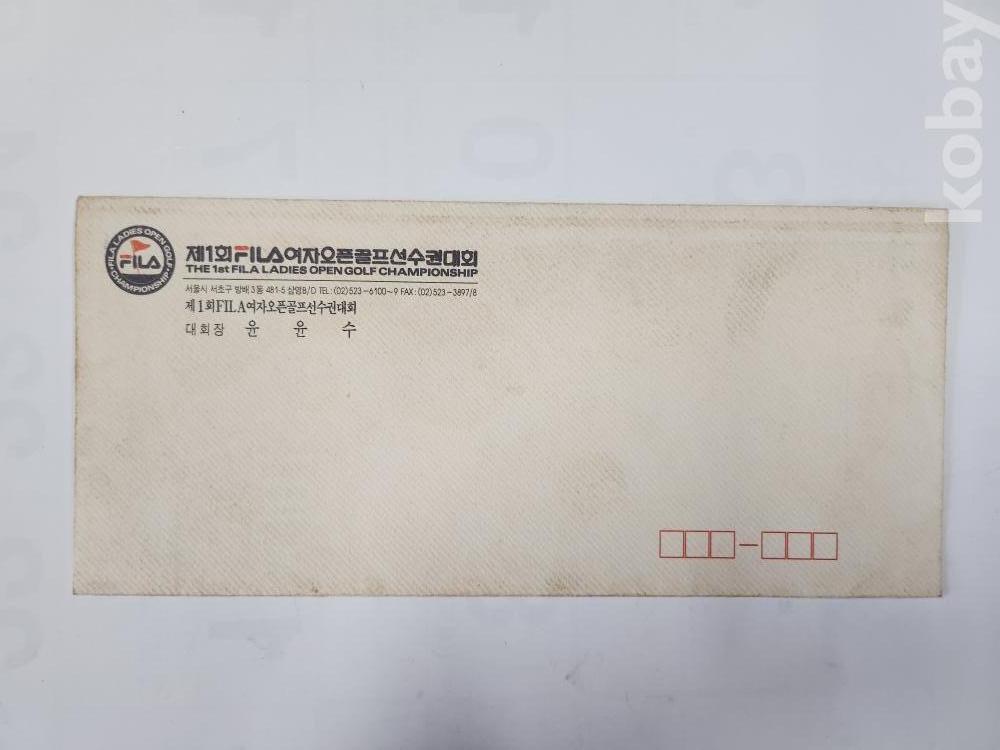 FILA LADIES OPEN GOLF
FILA
CHAMPIONSHIP
제1회FILA여자오픈골프선수권대회
THE 1st FILA LADIES OPEN GOLF CHAMPIONSHIP
서울시 서초구 방배3동 481-5 삼영B/D TEL:(02)523-6100~9 FAX:(02)523-3897/8
제1회FILA여자오픈골프선수권대회
대회장 윤 윤 수
kobay